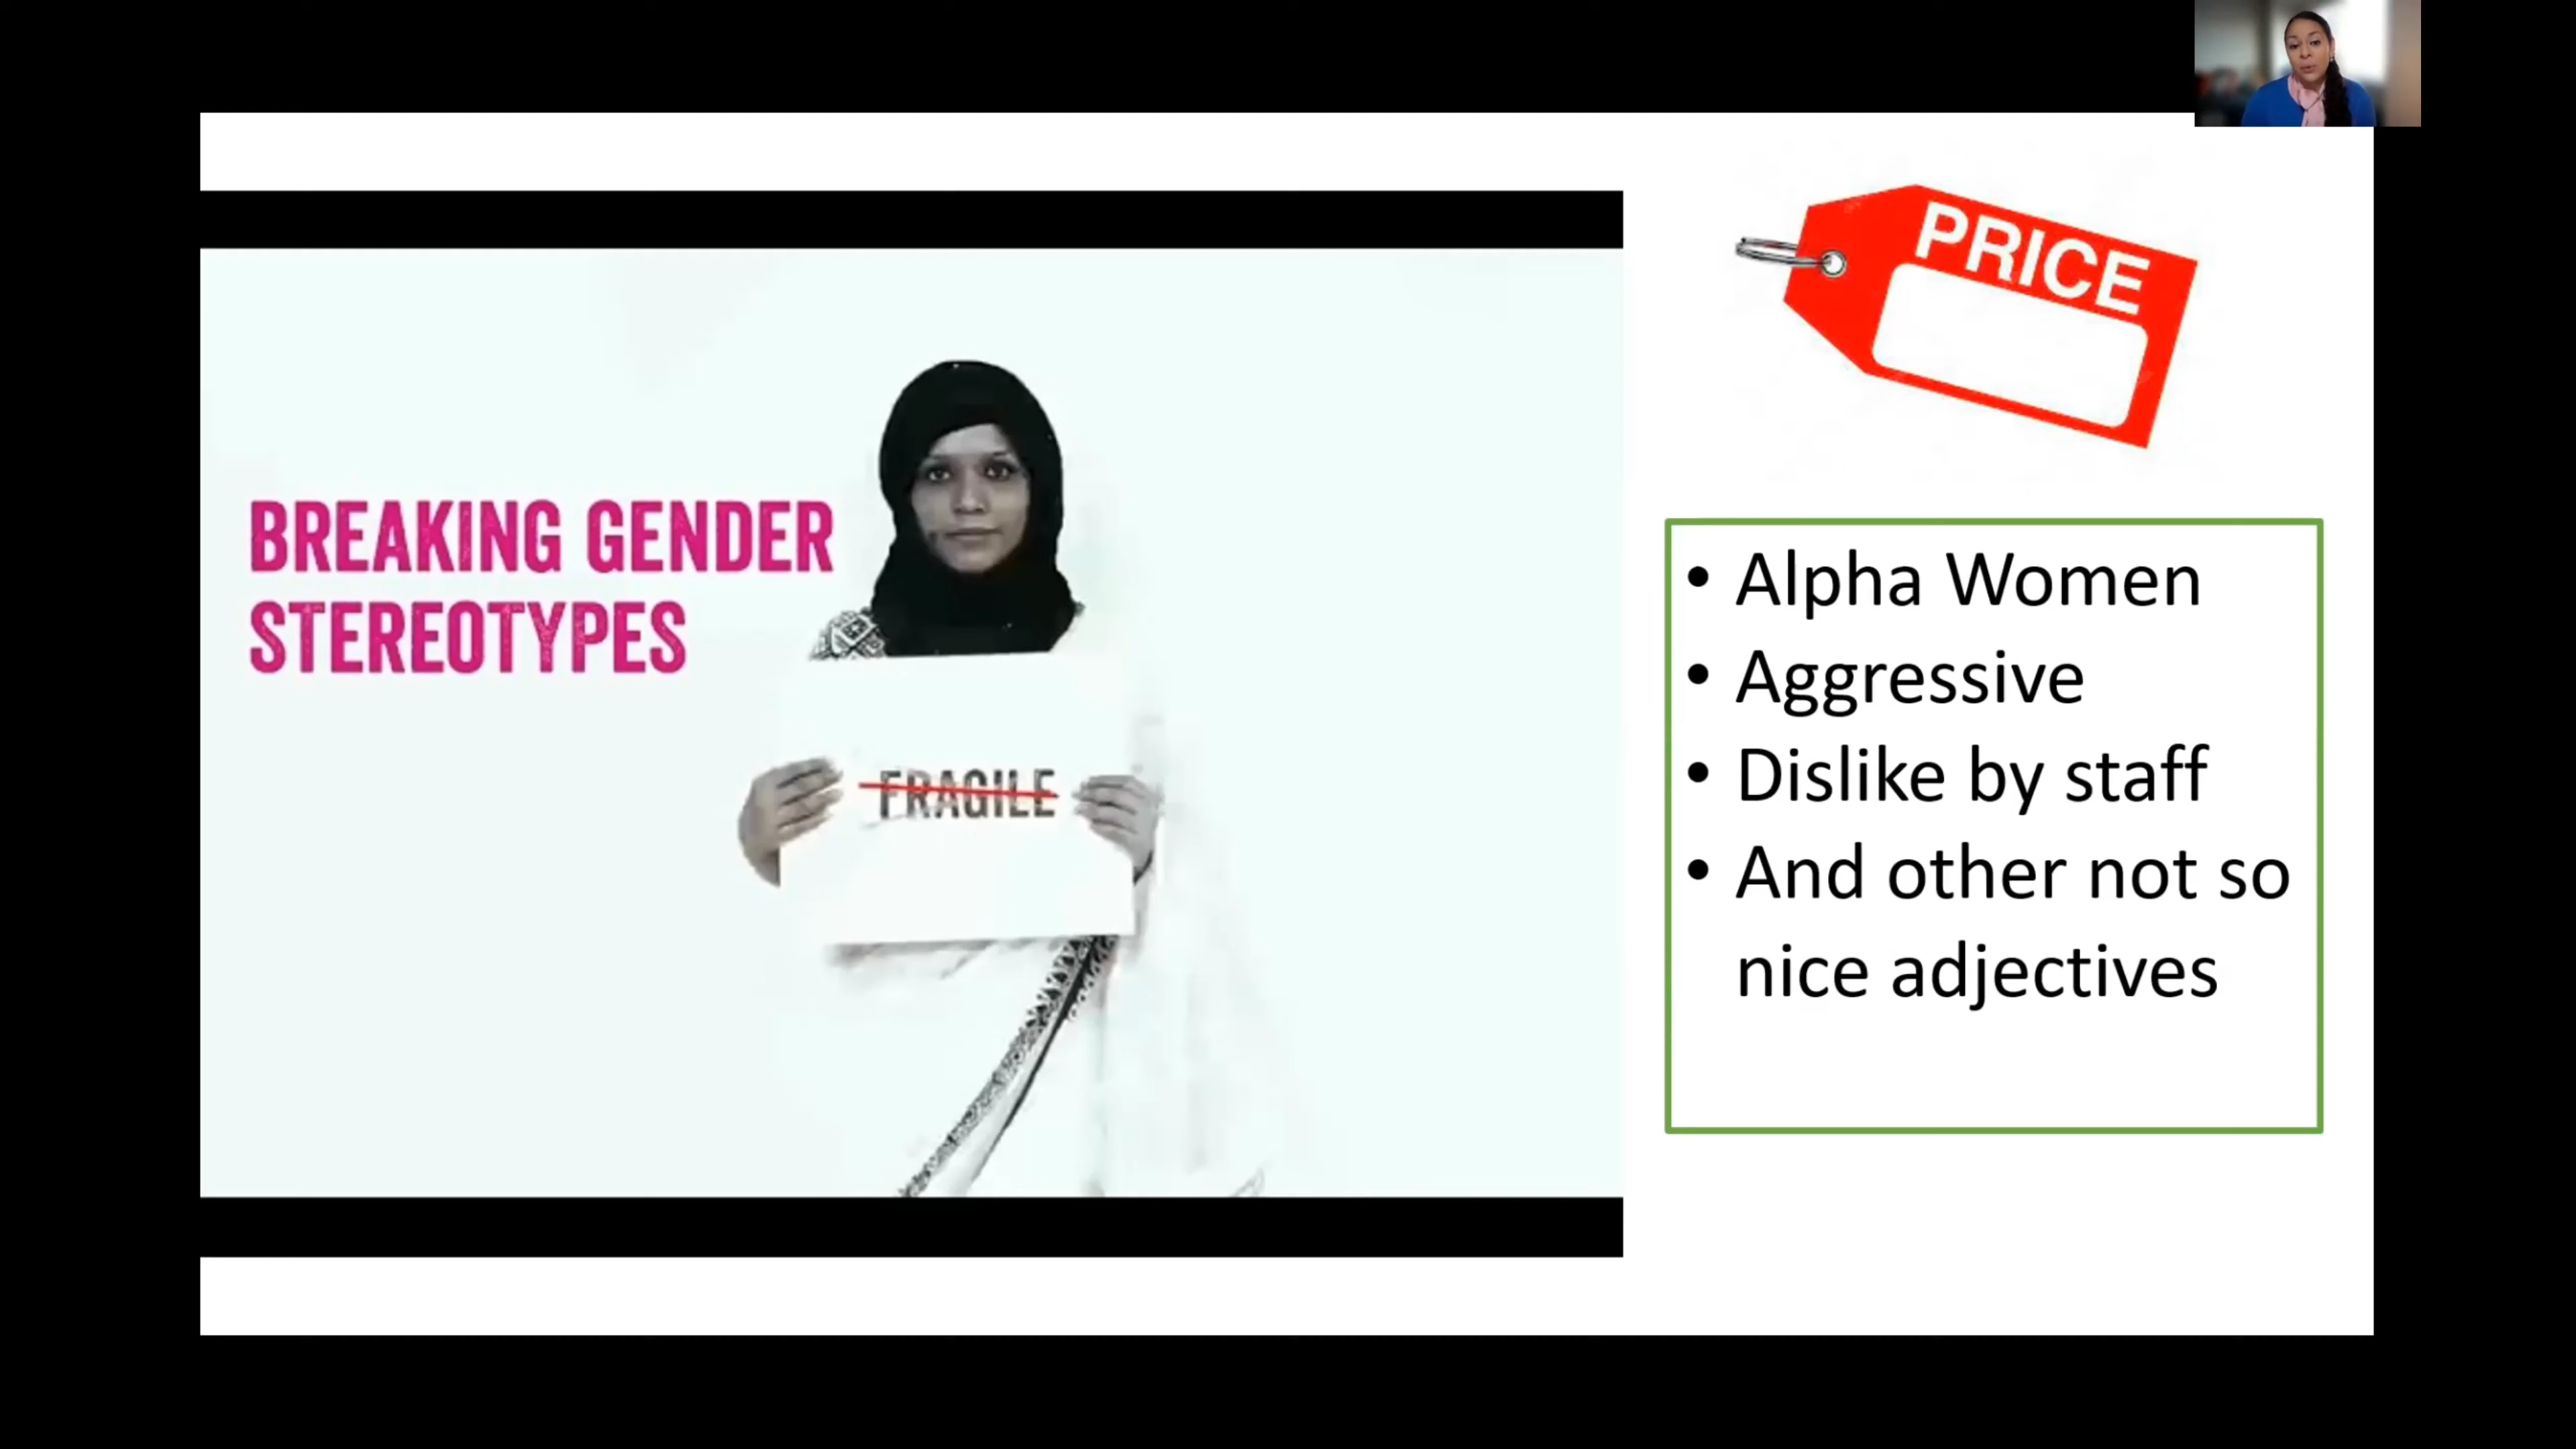 BREAKING GENDER
STEREOTYPES
FRAGILE
PRICE
• Alpha Women
• Aggressive
• Dislike by staff
• And other not so
nice adjectives